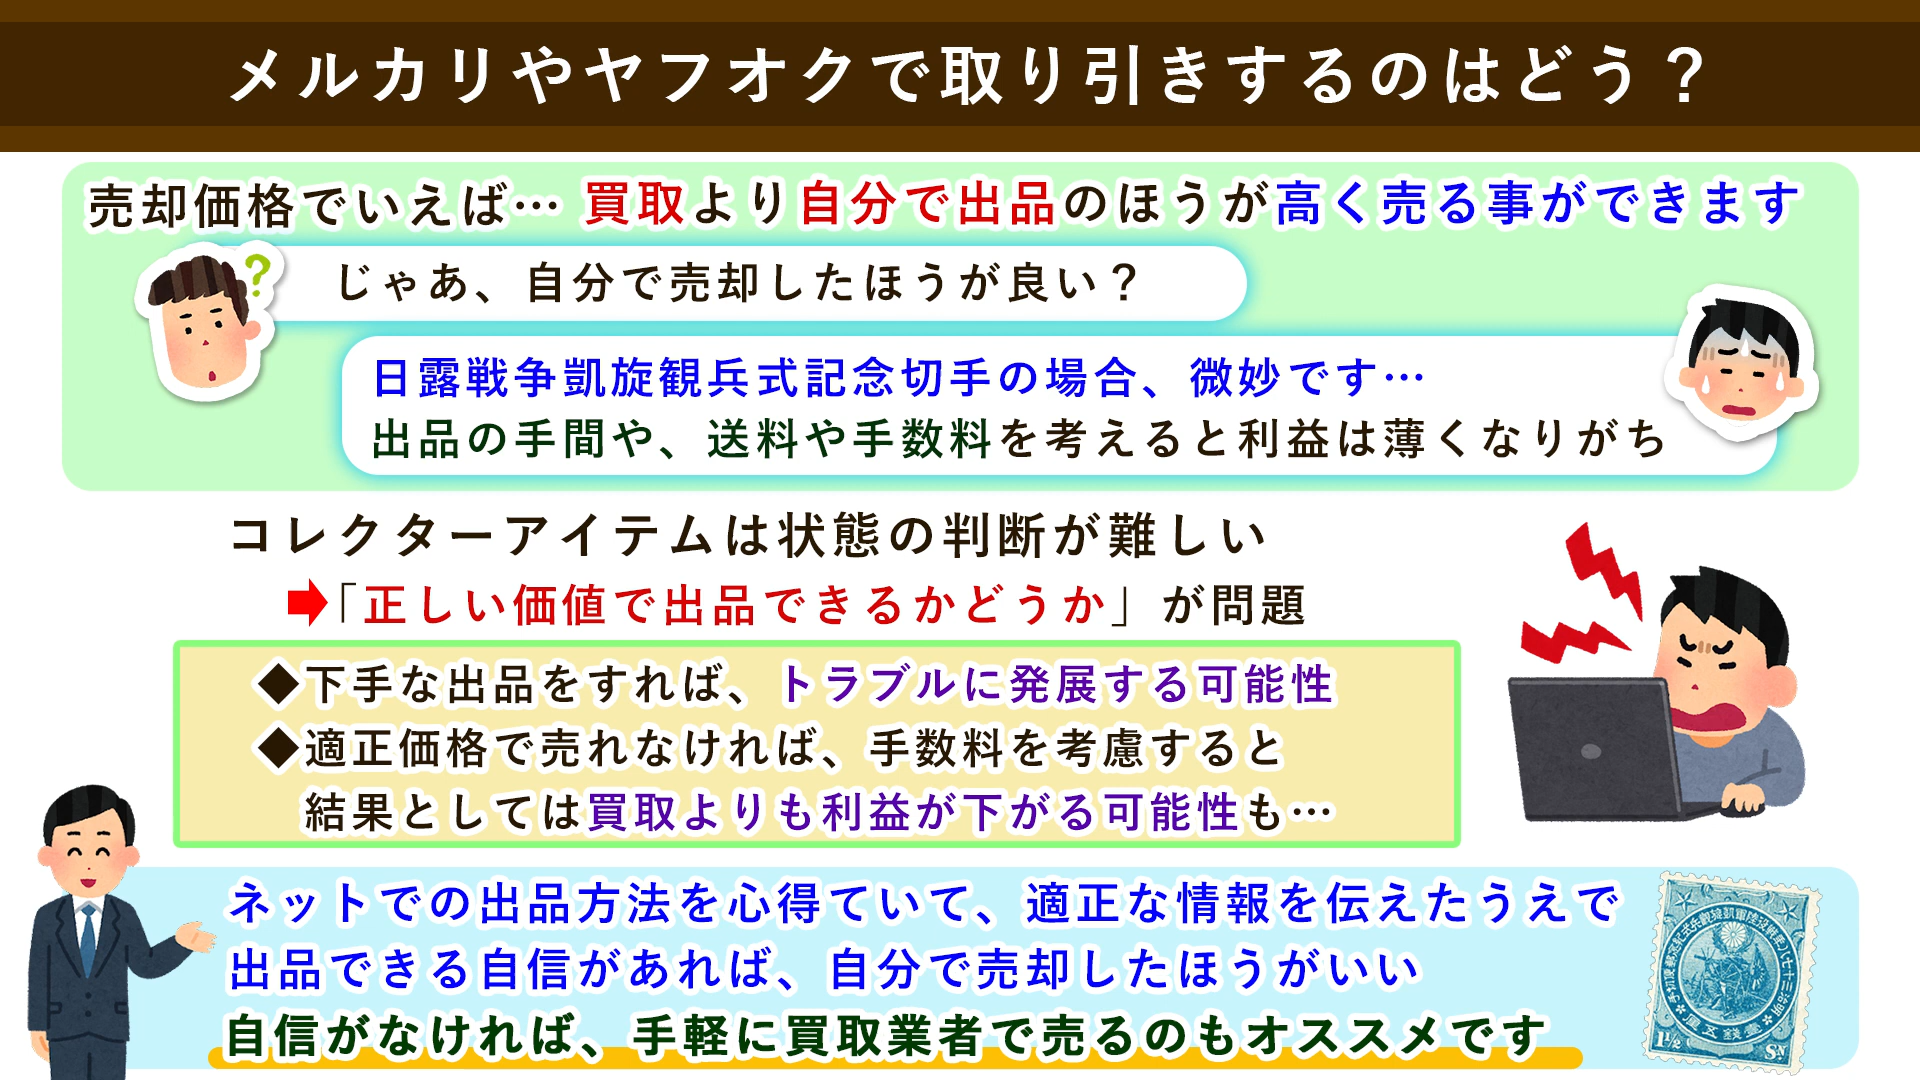 メルカリやヤフオクで取り引きするのはどう？
売却価格でいえば… 買取より自分で出品のほうが高く売る事ができます
?
じゃあ、自分で売却したほうが良い？
日露戦争凱旋観兵式記念切手の場合、微妙です…
出品の手間や、送料や手数料を考えると利益は薄くなりがち
コレクターアイテムは状態の判断が難しい
➡「正しい価値で出品できるかどうか」が問題
◆下手な出品をすれば、トラブルに発展する可能性
◆適正価格で売れなければ、手数料を考慮すると
結果としては買取よりも利益が下がる可能性も…
ネットでの出品方法を心得ていて、適正な情報を伝えたうえで
出品できる自信があれば、自分で売却したほうがいい
自信がなければ、手軽に買取業者で売るのもオススメです
1½ Sn